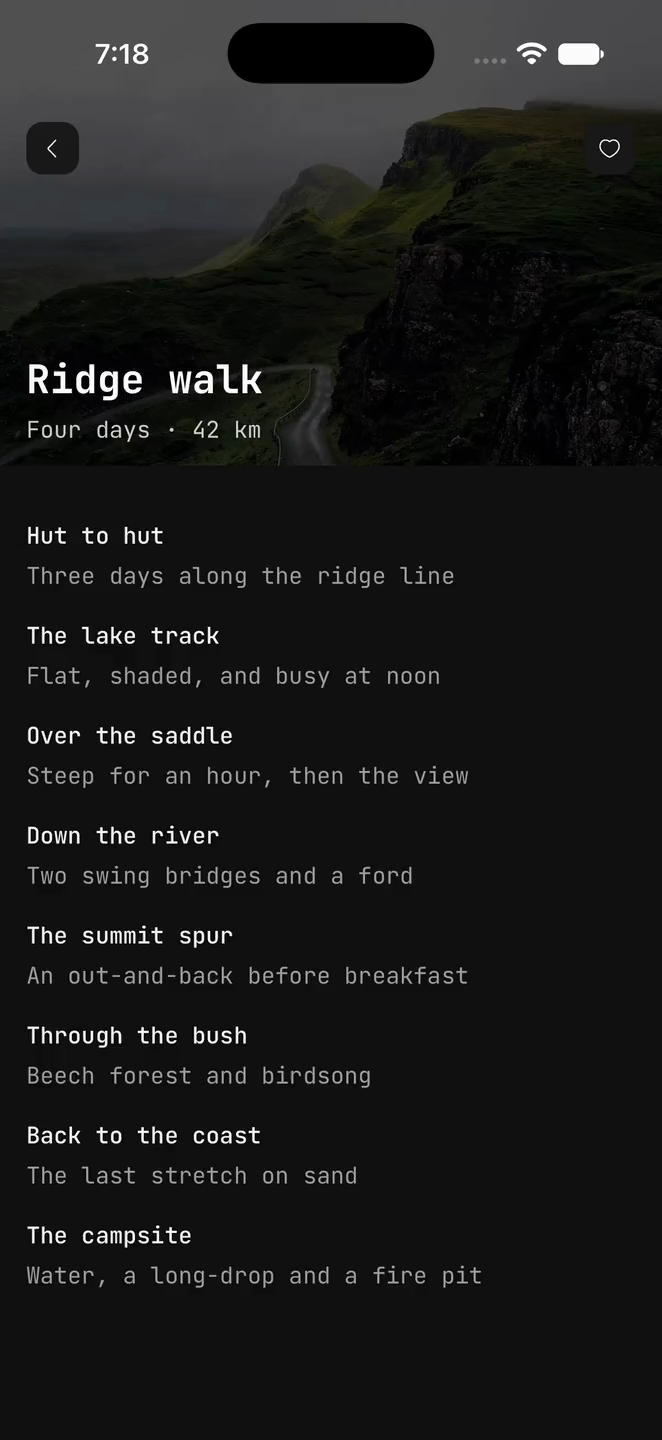 7:18
Ridge walk
Four days · 42 km
Hut to hut
Three days along the ridge line
The lake track
Flat, shaded, and busy at noon
Over the saddle
Steep for an hour, then the view
Down the river
Two swing bridges and a ford
The summit spur
An out-and-back before breakfast
Through the bush
Beech forest and birdsong
Back to the coast
The last stretch on sand
The campsite
Water, a long-drop and a fire pit